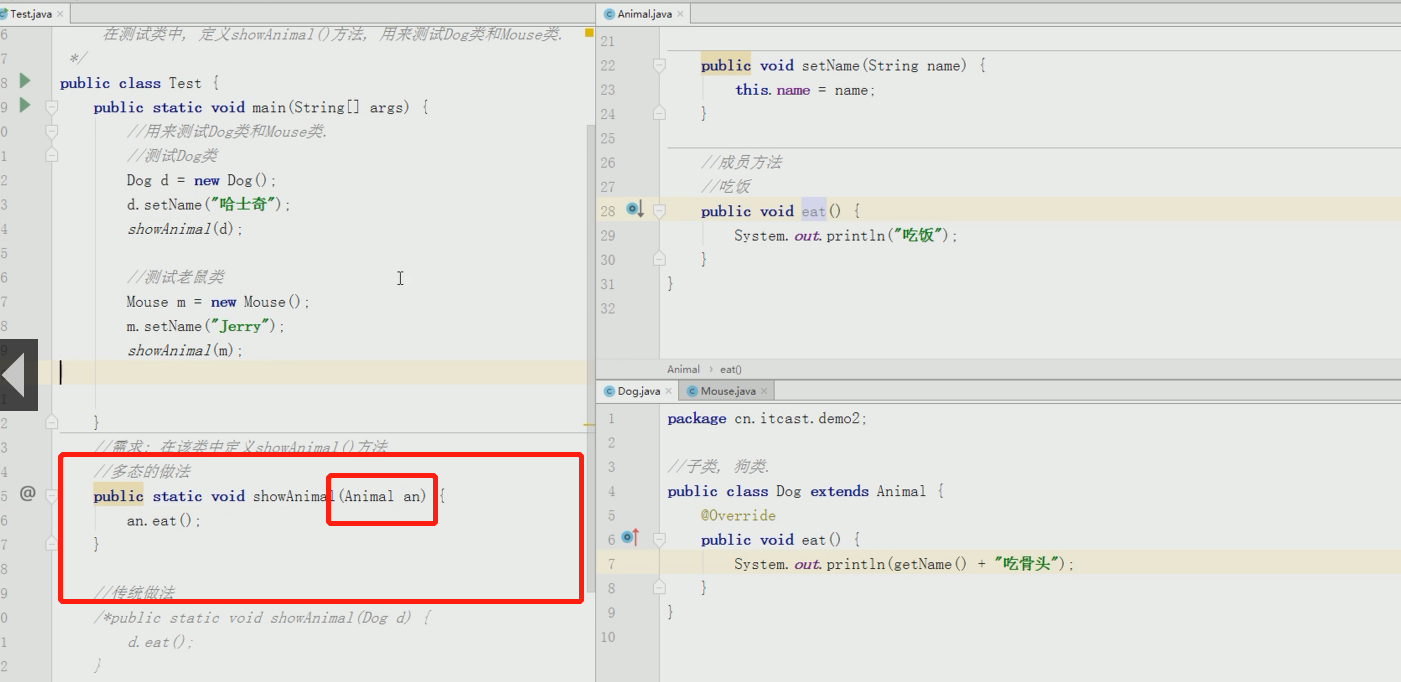 Test.java
6 在测试类中, 定义showAnimal()方法, 用来测试Dog类和Mouse类.
7 */
8 public class Test {
9 public static void main(String[] args) {
0 //用来测试Dog类和Mouse类.
1 //测试Dog类
2 Dog d = new Dog();
3 d.setName("哈士奇");
4 showAnimal(d);
5
6 //测试老鼠类
7 Mouse m = new Mouse();
8 m.setName("Jerry");
9 showAnimal(m);
1
2 }
3 //需求: 在该类中定义showAnimal()方法
4 //多态的做法
5 @ public static void showAnimal(Animal an) {
6 an.eat();
7 }
8
9 //传统做法
0 /*public static void showAnimal(Dog d) {
1 d.eat();
2 }
Animal.java
21
22 public void setName(String name) {
23 this.name = name;
24 }
25
26 //成员方法
27 //吃饭
28 public void eat() {
29 System.out.println("吃饭");
30 }
31 }
32
Animal › eat()
Dog.java Mouse.java
1 package cn.itcast.demo2;
2
3 //子类, 狗类.
4 public class Dog extends Animal {
5 @Override
6 public void eat() {
7 System.out.println(getName() + "吃骨头");
8 }
9 }
10